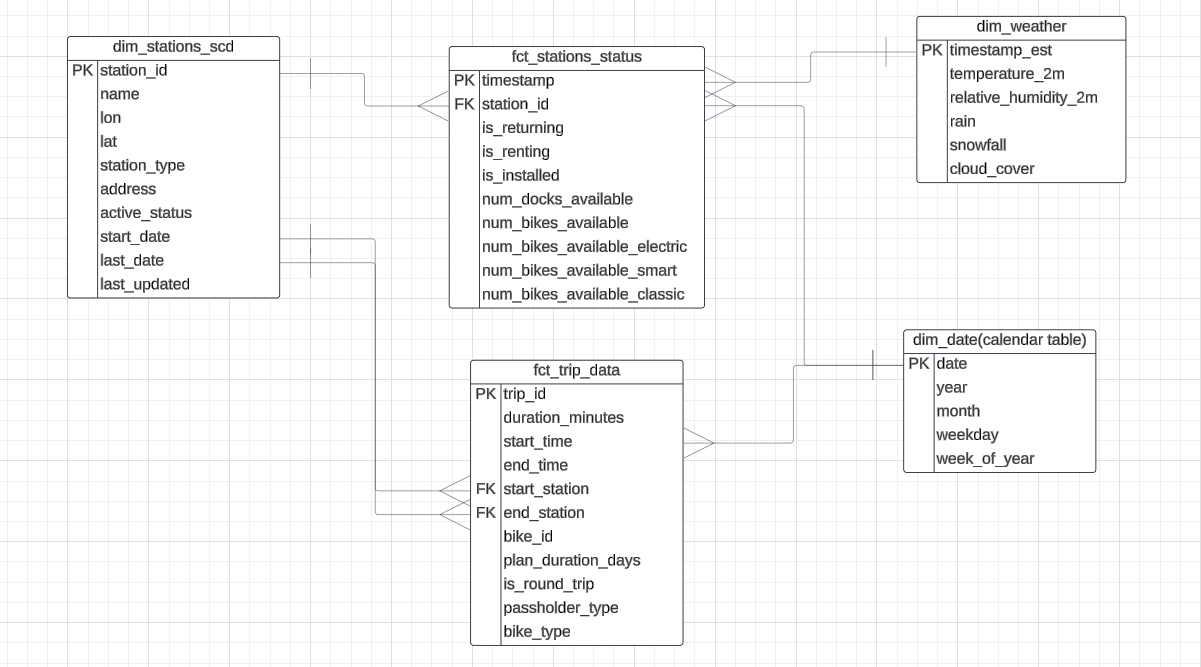 dim_stations_scd
PK station_id
name
lon
lat
station_type
address
active_status
start_date
last_date
last_updated
fct_stations_status
PK timestamp
FK station_id
is_returning
is_renting
is_installed
num_docks_available
num_bikes_available
num_bikes_available_electric
num_bikes_available_smart
num_bikes_available_classic
dim_weather
PK timestamp_est
temperature_2m
relative_humidity_2m
rain
snowfall
cloud_cover
fct_trip_data
PK trip_id
duration_minutes
start_time
end_time
FK start_station
FK end_station
bike_id
plan_duration_days
is_round_trip
passholder_type
bike_type
dim_date(calendar table)
PK date
year
month
weekday
week_of_year